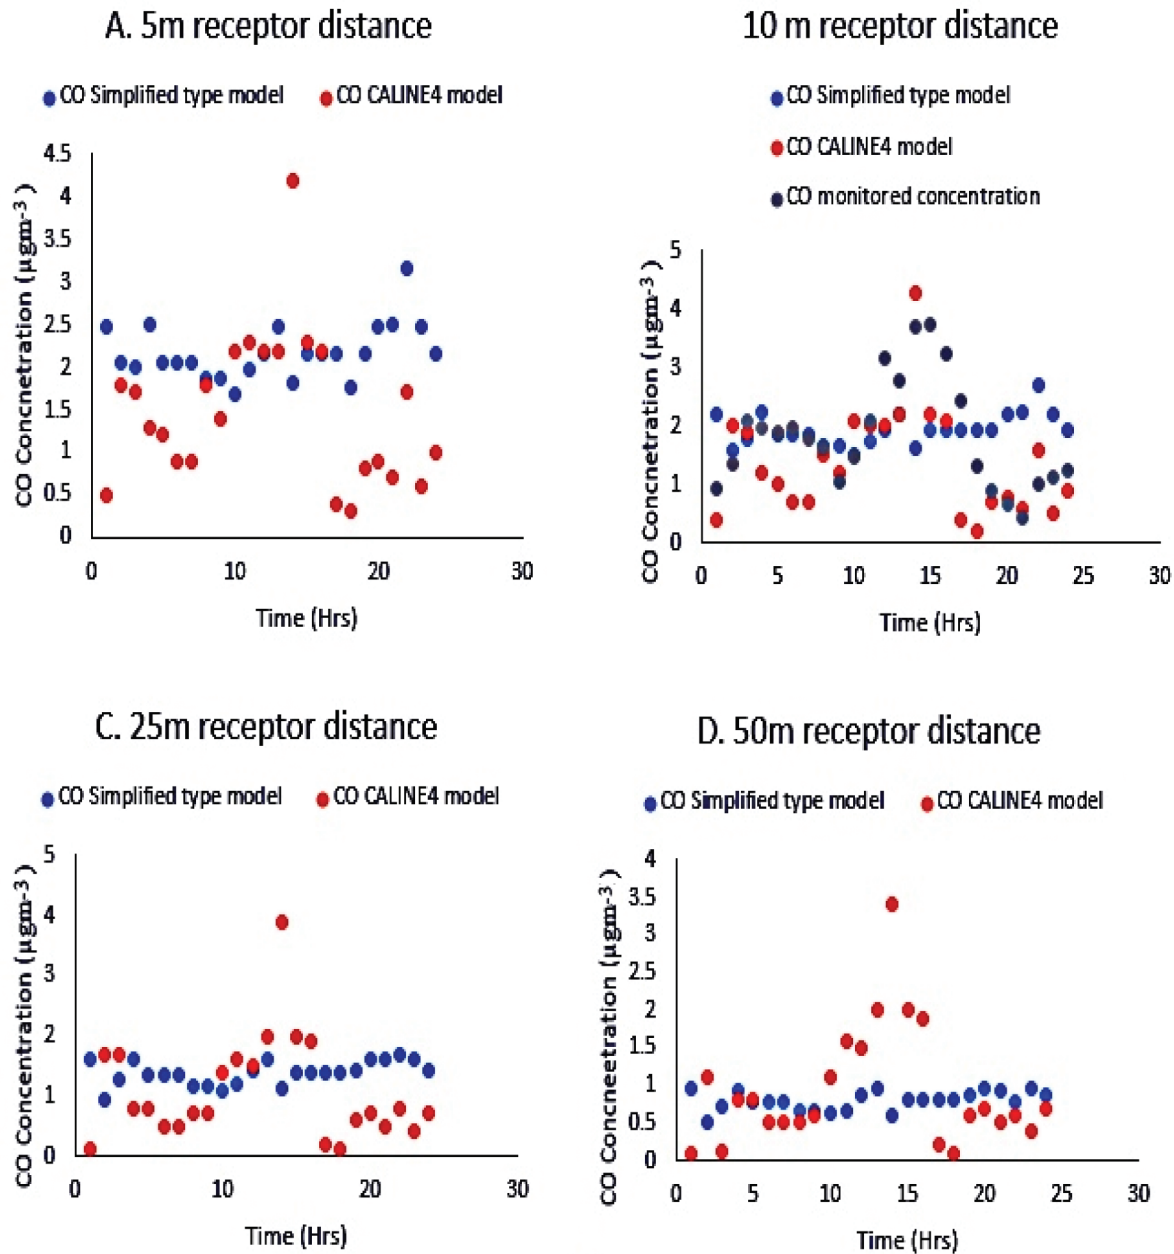 A. 5m receptor distance
CO Simplified type model
CO CALINE4 model
CO Concnetration (µgm-3 )
4.5
4
3.5
3
2.5
2
1.5
1
0.5
0
0
10
20
30
Time (Hrs)
10 m receptor distance
CO Simplified type model
CO CALINE4 model
CO monitored concentration
CO Concnetration (µgm-3 )
5
4
3
2
1
0
0
5
10
15
20
25
30
Time (Hrs)
C. 25m receptor distance
CO Simplified type model
CO CALINE4 model
CO Concentration (µgm-3 )
5
4
3
2
1
0
0
10
20
30
Time (Hrs)
D. 50m receptor distance
CO Simplified type model
CO CALINE4 model
CO Concneetration (µgm-3 )
4
3.5
3
2.5
2
1.5
1
0.5
0
0
5
10
15
20
25
30
Time (Hrs)